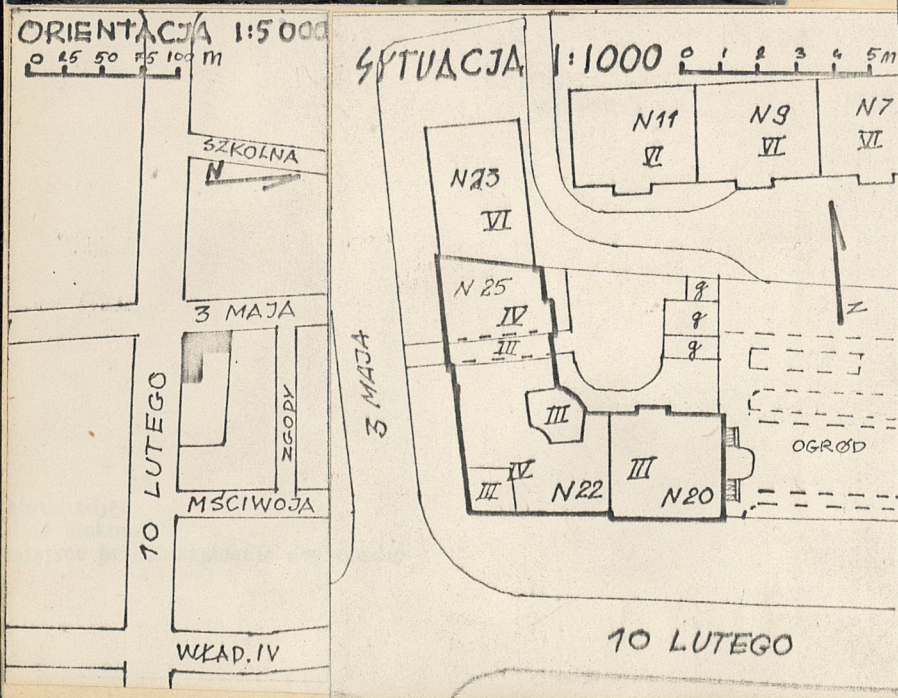 ORIENTACJA 1:5000
0 25 50 75 100 m
SZKOLNA
N
3 MAJA
10 LUTEGO
ZGODY
MŚCIWOJA
WŁAD. IV
SYTUACJA 1:1000
0 1 2 3 4 5 m
N 11
VI
N 9
VI
N 7
VI
N 23
VI
N 25
IV
III
g
g
g
N
3 MAJA
III
III
IV
N 22
III
N 20
OGRÓD
10 LUTEGO